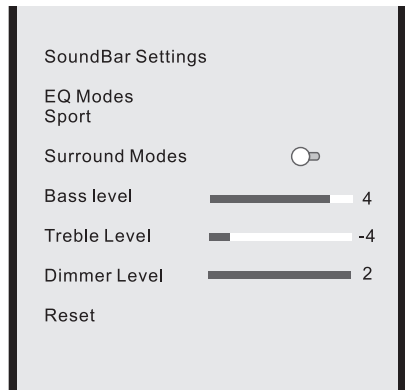 SoundBar Settings
EQ Modes
Sport
Surround Modes
Bass level 4
Treble Level -4
Dimmer Level 2
Reset